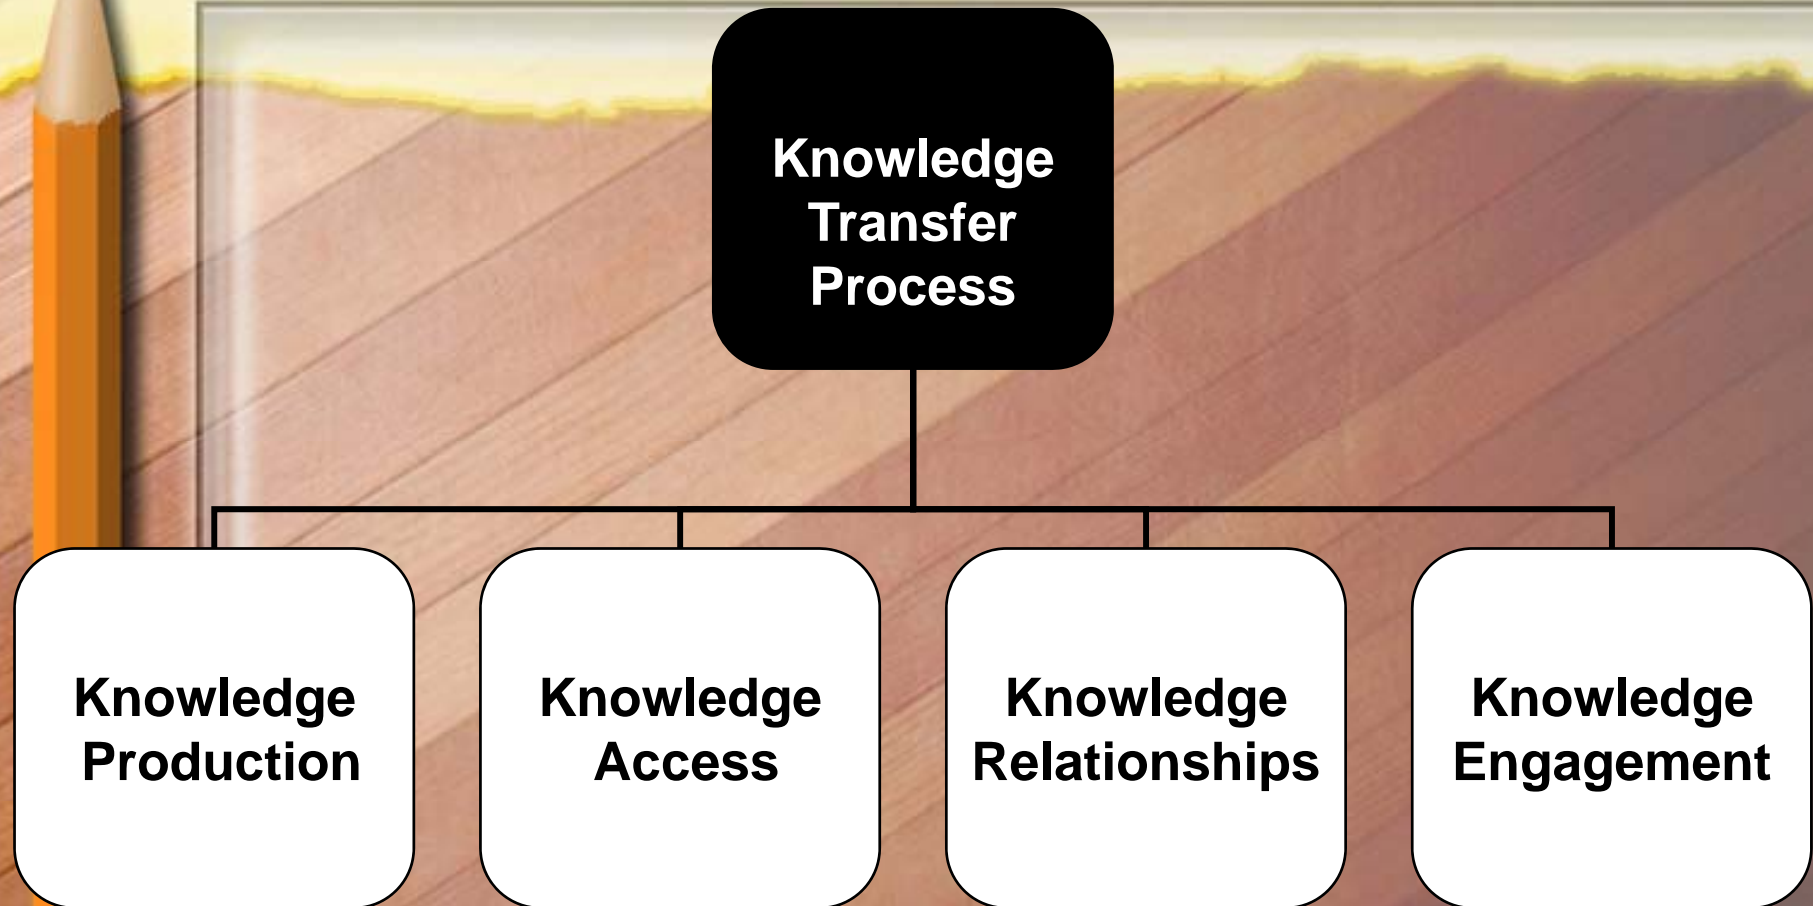 Knowledge
Transfer
Process
Knowledge
Production
Knowledge
Access
Knowledge
Relationships
Knowledge
Engagement